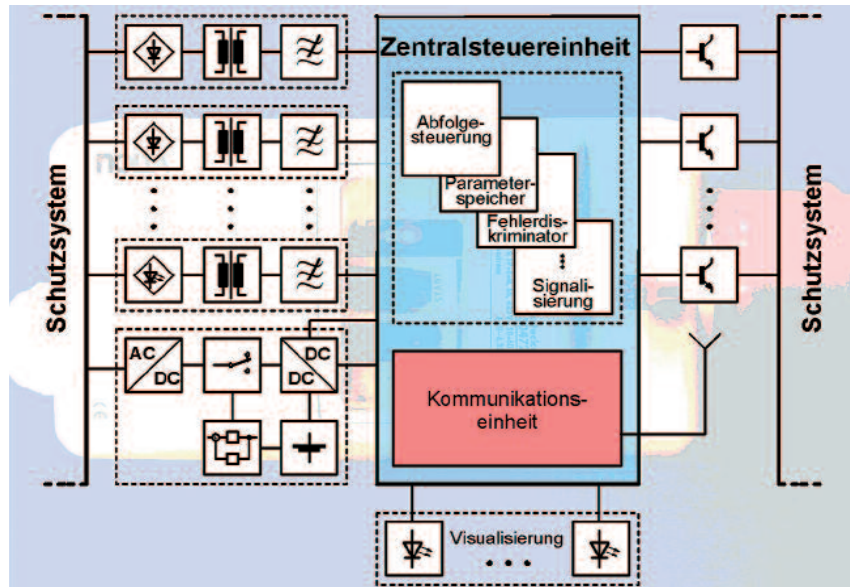 Zentralsteuereinheit
Schutzsystem
Abfolge-
steuerung
Parameter-
speicher
Fehlerdis-
kriminator
Signali-
sierung
AC
DC
DC
DC
Kommunikations-
einheit
Schutzsystem
Visualisierung